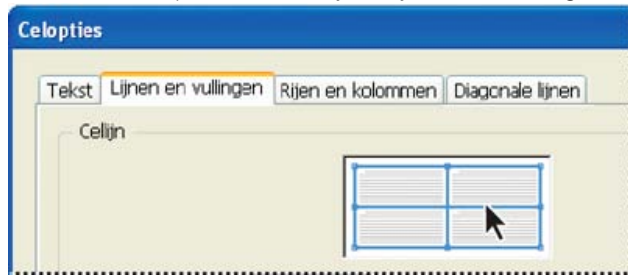 Celopties
Tekst Lijnen en vullingen Rijen en kolommen Diagonale lijnen
Cellijn